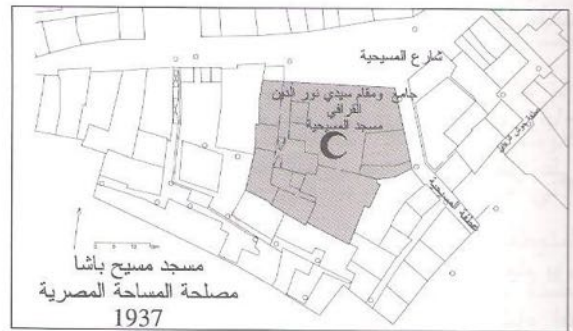 شارع المسيحية
جامع ومقام سيدي نور الدين
القرافي
مسجد المسيحية
عطفة المسيحية
مسجد مسيح باشا
مصلحة المساحة المصرية
1937